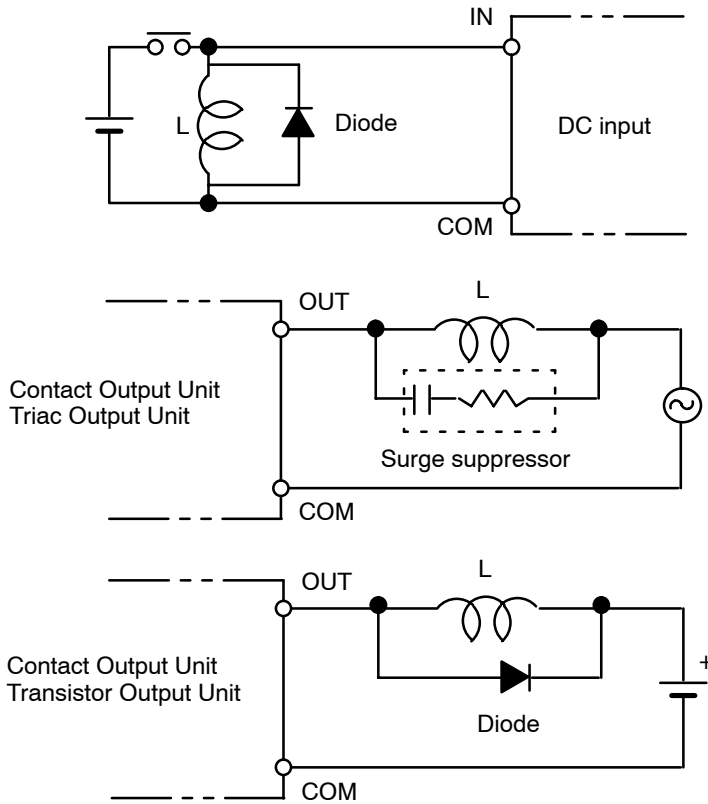 IN
L
Diode
DC input
COM
OUT
L
Contact Output Unit
Triac Output Unit
Surge suppressor
COM
OUT
L
+
Contact Output Unit
Transistor Output Unit
Diode
COM